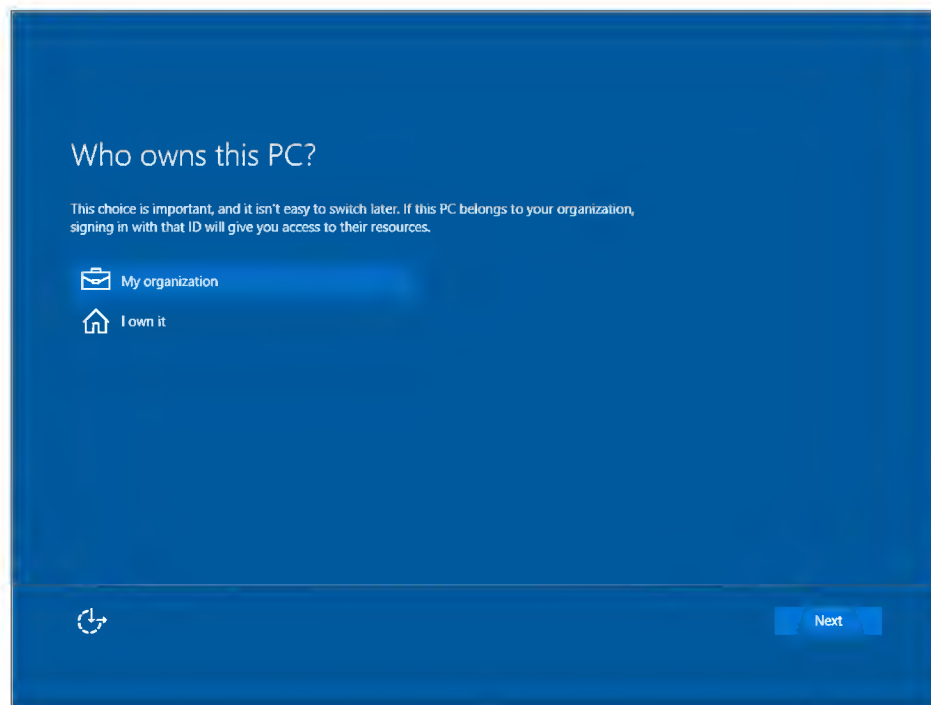 Who owns this PC?
This choice is important, and it isn't easy to switch later. If this PC belongs to your organization,
signing in with that ID will give you access to their resources.
My organization
I own it
Next